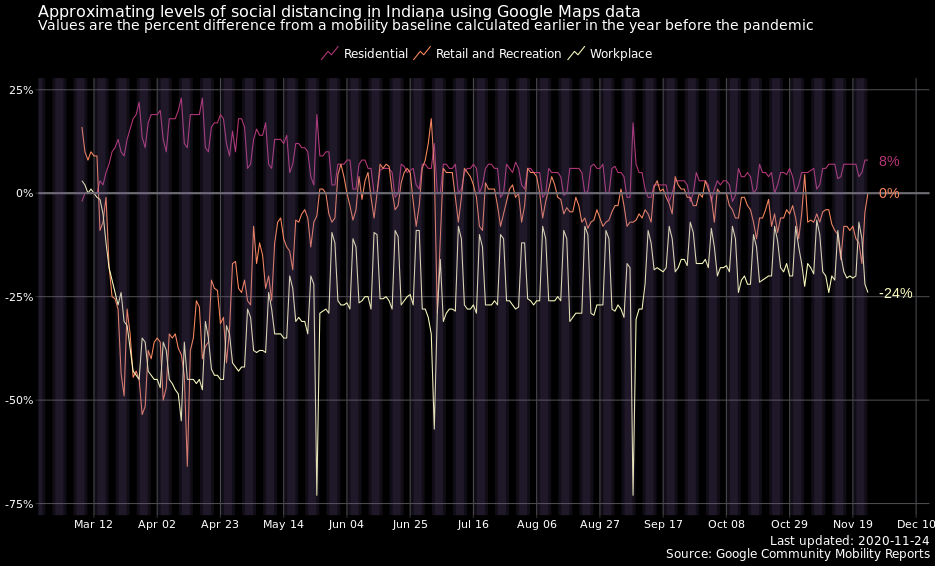 Approximating levels of social distancing in Indiana using Google Maps data
Values are the percent difference from a mobility baseline calculated earlier in the year before the pandemic
Residential Retail and Recreation Workplace
25%
0%
-25%
-50%
-75%
8%
0%
-24%
Mar 12 Apr 02 Apr 23 May 14 Jun 04 Jun 25 Jul 16 Aug 06 Aug 27 Sep 17 Oct 08 Oct 29 Nov 19 Dec 10
Last updated: 2020-11-24
Source: Google Community Mobility Reports